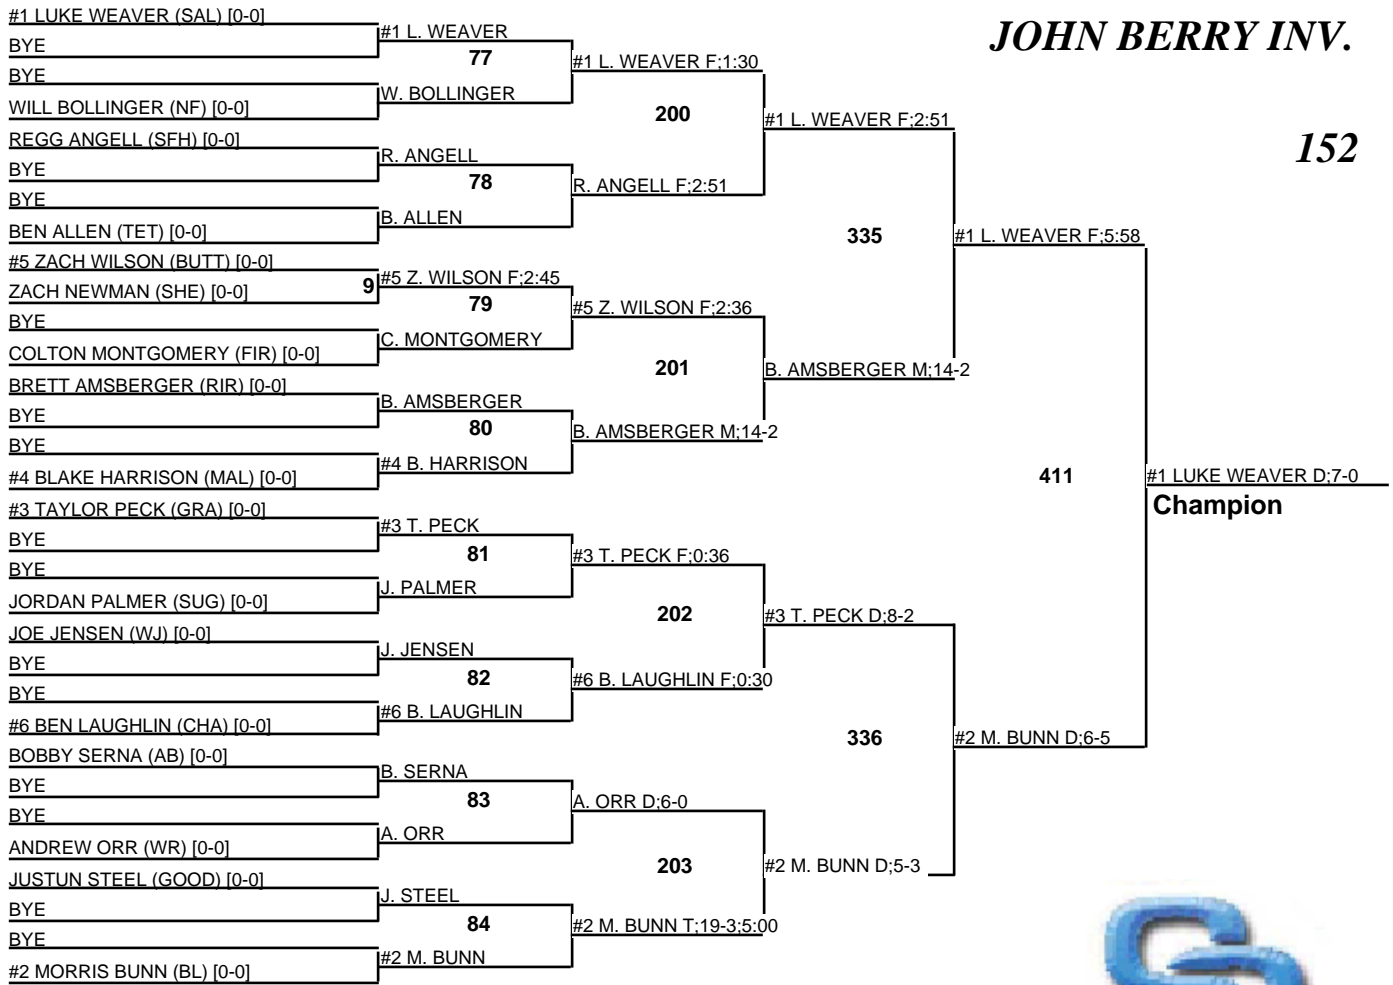 JOHN BERRY INV.
152
#1 LUKE WEAVER (SAL) [0-0]
BYE
BYE
WILL BOLLINGER (NF) [0-0]
REGG ANGELL (SFH) [0-0]
BYE
BYE
BEN ALLEN (TET) [0-0]
#5 ZACH WILSON (BUTT) [0-0]
ZACH NEWMAN (SHE) [0-0]
BYE
COLTON MONTGOMERY (FIR) [0-0]
BRETT AMSBERGER (RIR) [0-0]
BYE
BYE
#4 BLAKE HARRISON (MAL) [0-0]
#3 TAYLOR PECK (GRA) [0-0]
BYE
BYE
JORDAN PALMER (SUG) [0-0]
JOE JENSEN (WJ) [0-0]
BYE
BYE
#6 BEN LAUGHLIN (CHA) [0-0]
BOBBY SERNA (AB) [0-0]
BYE
BYE
ANDREW ORR (WR) [0-0]
JUSTUN STEEL (GOOD) [0-0]
BYE
BYE
#2 MORRIS BUNN (BL) [0-0]
9
#1 L. WEAVER
77
W. BOLLINGER
R. ANGELL
78
B. ALLEN
#5 Z. WILSON F;2:45
79
C. MONTGOMERY
B. AMSBERGER
80
#4 B. HARRISON
#3 T. PECK
81
J. PALMER
J. JENSEN
82
#6 B. LAUGHLIN
B. SERNA
83
A. ORR
J. STEEL
84
#2 M. BUNN
#1 L. WEAVER F;1:30
200
R. ANGELL F;2:51
#5 Z. WILSON F;2:36
201
B. AMSBERGER M;14-2
#3 T. PECK F;0:36
202
#6 B. LAUGHLIN F;0:30
A. ORR D;6-0
203
#2 M. BUNN T;19-3;5:00
#1 L. WEAVER F;2:51
335
B. AMSBERGER M;14-2
#3 T. PECK D;8-2
336
#2 M. BUNN D;5-3
#1 L. WEAVER F;5:58
411
#2 M. BUNN D;6-5
#1 LUKE WEAVER D;7-0
Champion